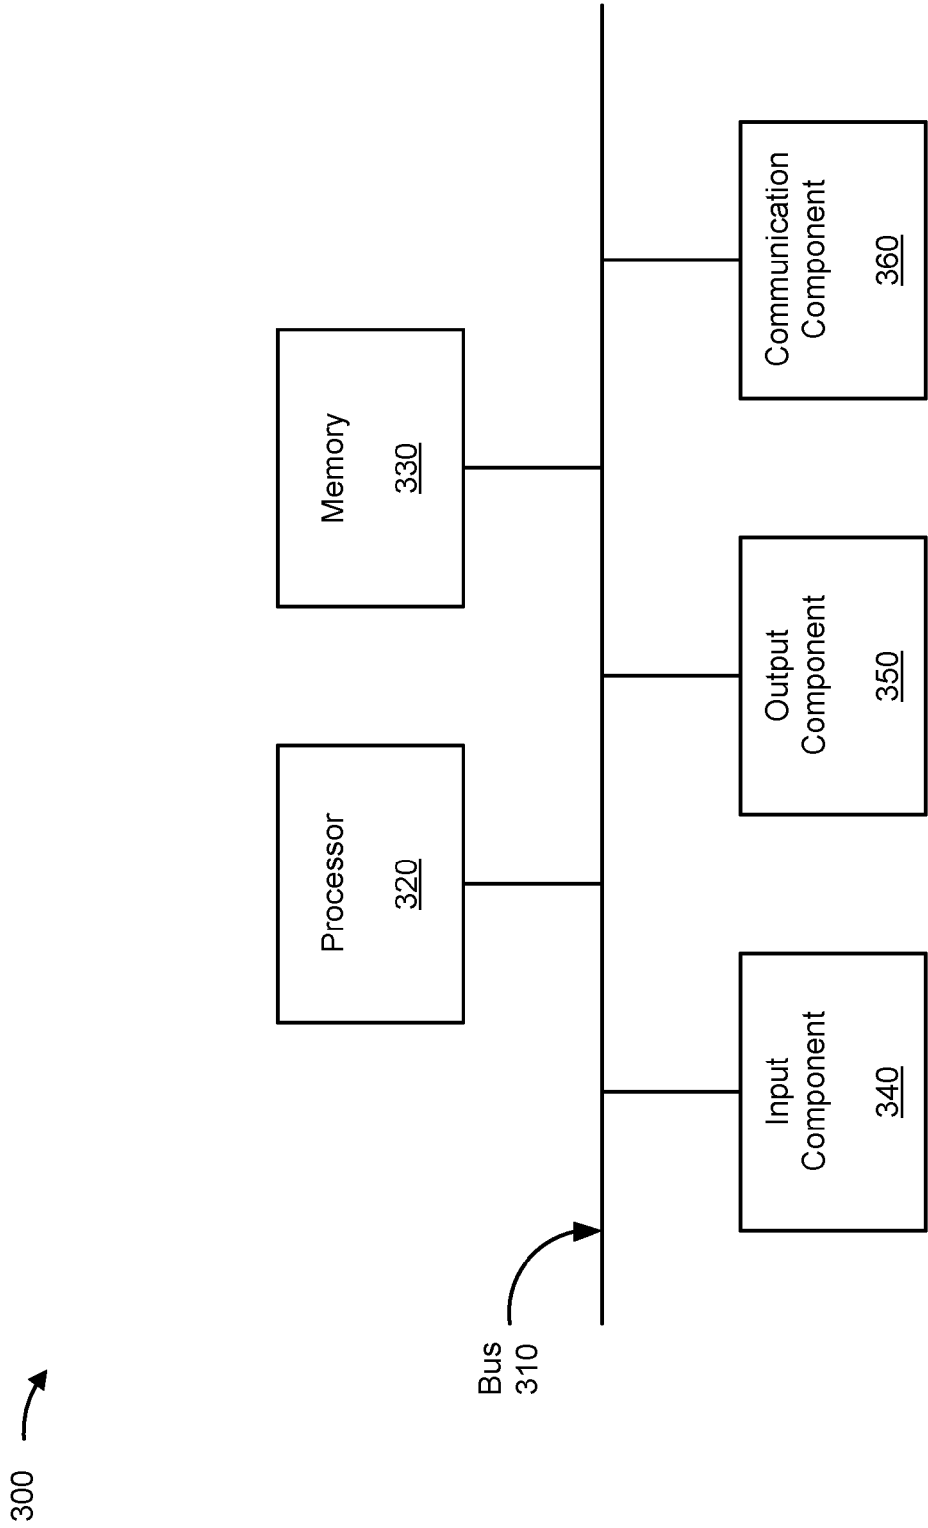 300
Processor
320
Memory
330
Bus
310
Input
Component
340
Output
Component
350
Communication
Component
360